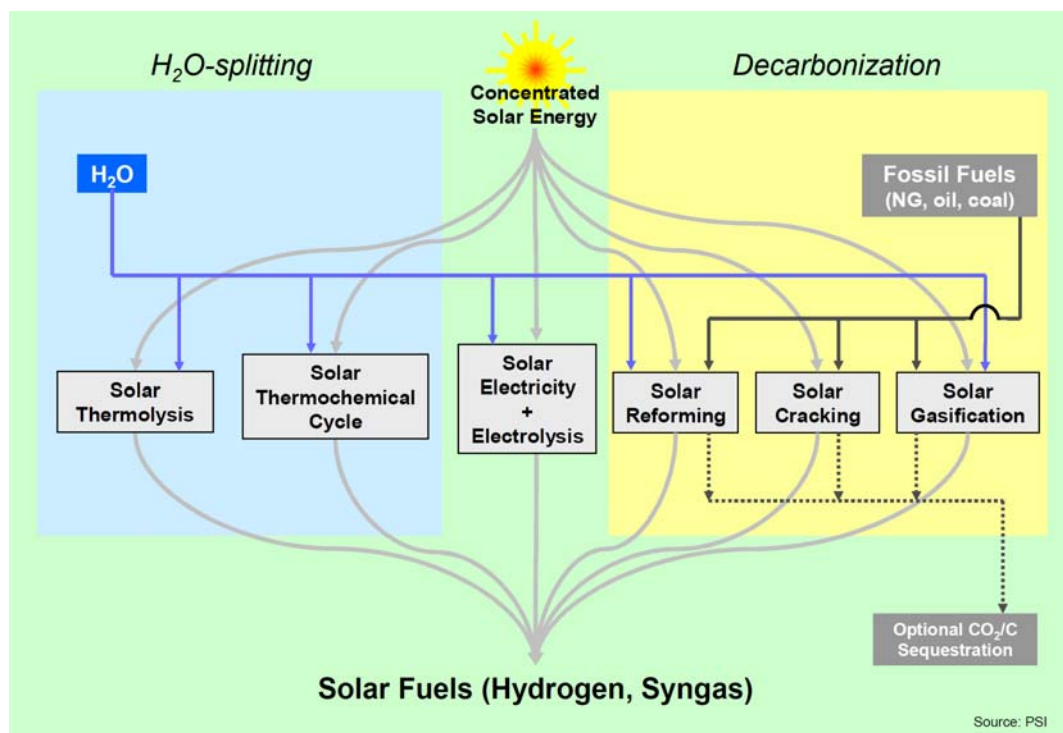 H₂O-splitting
Concentrated
Solar Energy
Decarbonization
H₂O
Fossil Fuels
(NG, oil, coal)
Solar
Thermolysis
Solar
Thermochemical
Cycle
Solar
Electricity
+
Electrolysis
Solar
Reforming
Solar
Cracking
Solar
Gasification
Optional CO₂/C
Sequestration
Solar Fuels (Hydrogen, Syngas)
Source: PSI